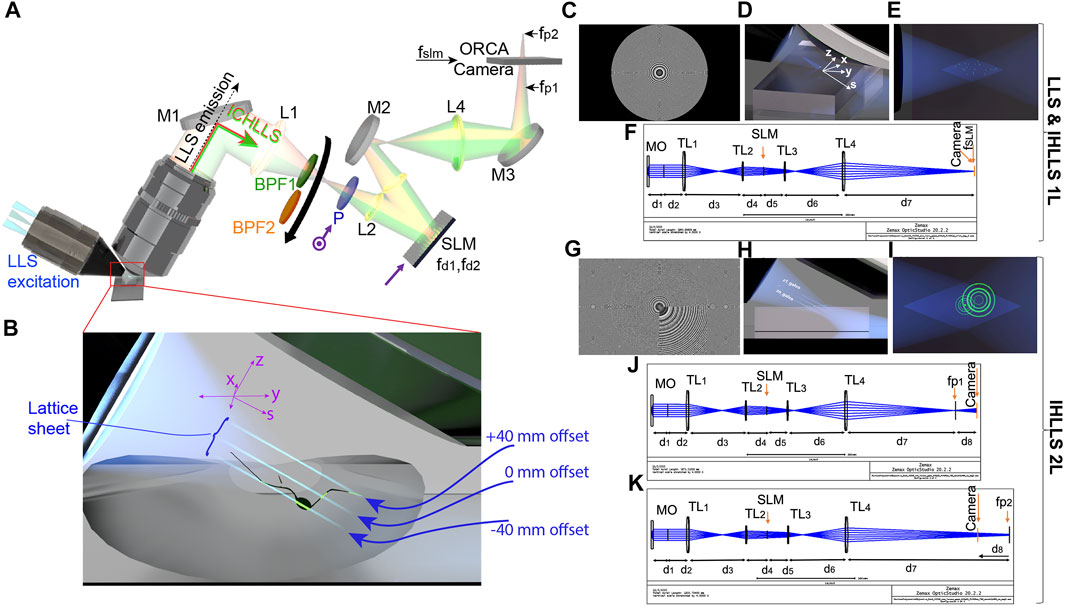 A
M1
LLS emission
ICHLLS
L1
M2
L4
fslm
ORCA
Camera
fp2
fp1
M3
BPF1
BPF2
P
L2
SLM
fd1,fd2
LLS
excitation
B
x
z
y
s
Lattice
sheet
+40 mm offset
0 mm offset
-40 mm offset
C
D
z
x
y
s
E
F
MO
TL1
TL2
SLM
TL3
TL4
Camera
fSLM
d1
d2
d3
d4
d5
d6
d7
Zemax
Zemax OpticStudio 20.2.2
LLS & IHLLS 1L
G
H
I
J
MO
TL1
TL2
SLM
TL3
TL4
fp1
Camera
d1
d2
d3
d4
d5
d6
d7
d8
Zemax
Zemax OpticStudio 20.2.2
K
MO
TL1
TL2
SLM
TL3
TL4
Camera
fp2
d1
d2
d3
d4
d5
d6
d7
d8
Zemax
Zemax OpticStudio 20.2.2
IHLLS 2L